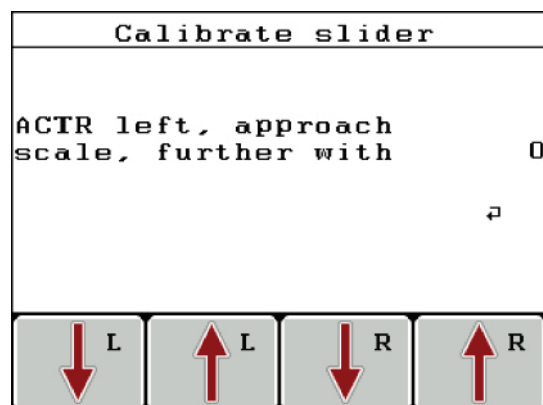 Calibrate slider
ACTR left, approach
scale, further with 0
↵
L L R R